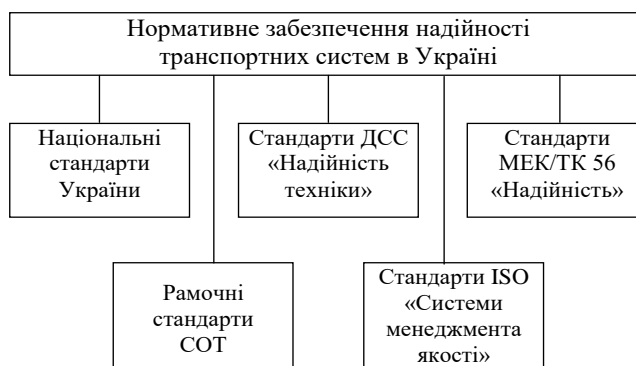 Нормативне забезпечення надійності
транспортних систем в Україні
Національні
стандарти
України
Стандарти ДСС
«Надійність
техніки»
Стандарти
МЕК/ТК 56
«Надійність»
Рамочні
стандарти
СОТ
Стандарти ISO
«Системи
менеджмента
якості»